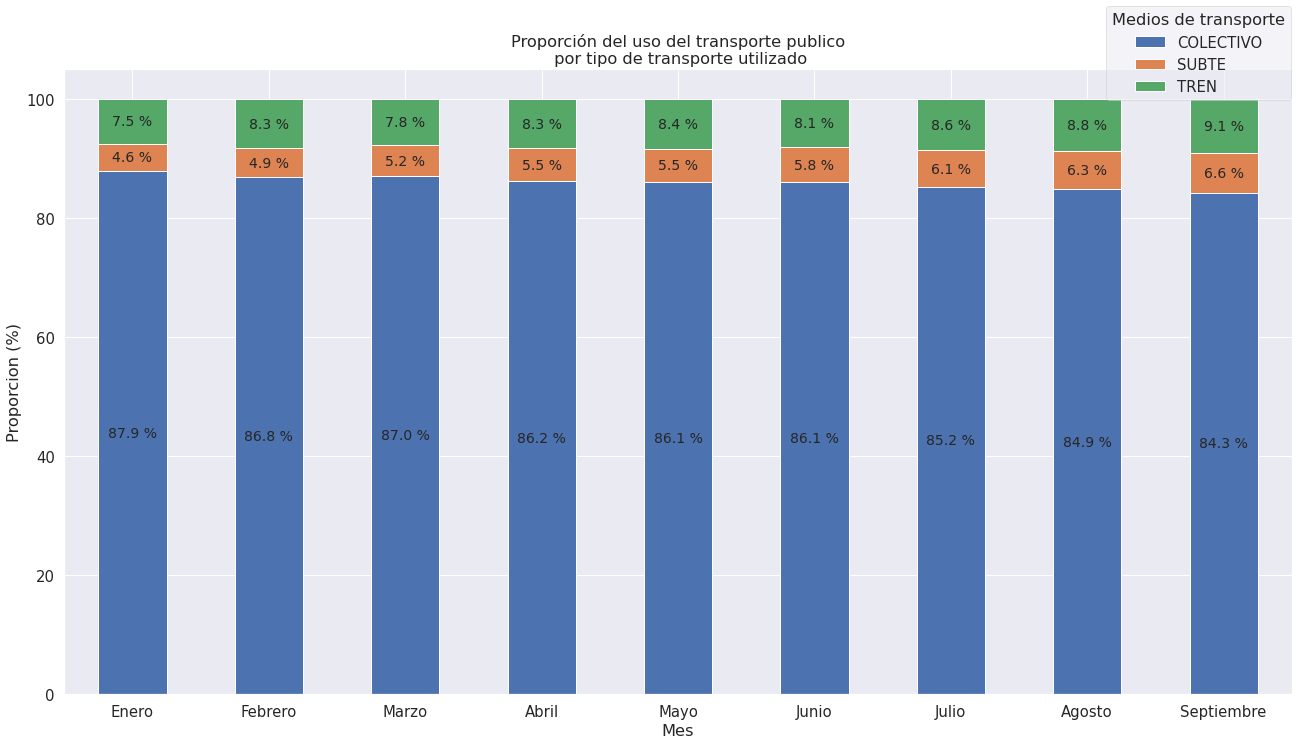 Medios de transporte
COLECTIVO
SUBTE
TREN
Proporción del uso del transporte publico
por tipo de transporte utilizado
Proporcion (%)
100
80
60
40
20
0
7.5 %
8.3 %
7.8 %
8.3 %
8.4 %
8.1 %
8.6 %
8.8 %
9.1 %
4.6 %
4.9 %
5.2 %
5.5 %
5.5 %
5.8 %
6.1 %
6.3 %
6.6 %
87.9 %
86.8 %
87.0 %
86.2 %
86.1 %
86.1 %
85.2 %
84.9 %
84.3 %
Enero
Febrero
Marzo
Abril
Mayo
Junio
Julio
Agosto
Septiembre
Mes